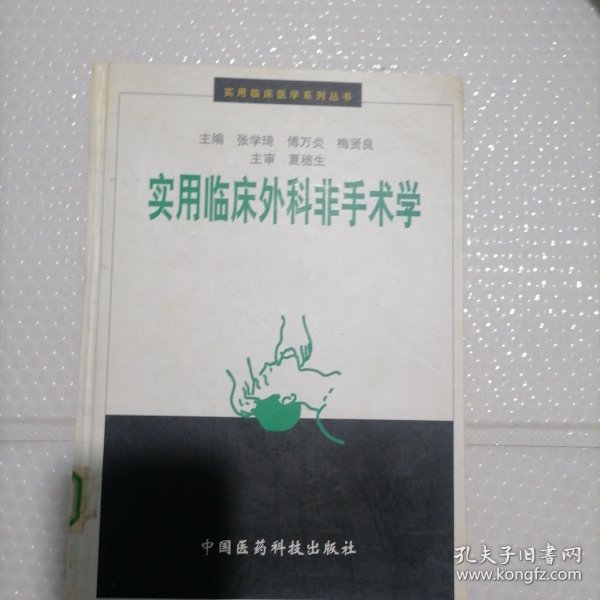 实用临床医学系列丛书
主编 张学琦 傅万炎 梅贤良
主审 夏穗生
实用临床外科非手术学
中国医药科技出版社
孔夫子旧书网
www.kongfz.com